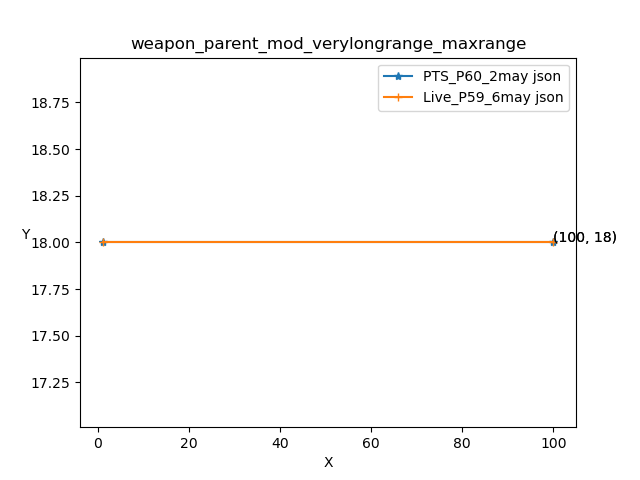 weapon_parent_mod_verylongrange_maxrange
PTS_P60_2may json
Live_P59_6may json
18.75
18.50
18.25
18.00
17.75
17.50
17.25
Y
(100, 18)
0 20 40 60 80 100
X